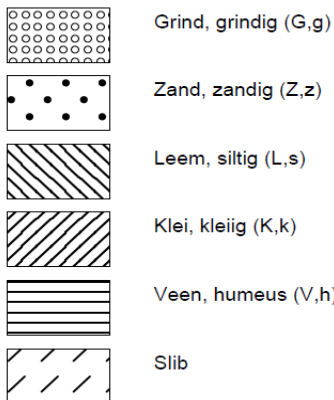 Grind, grindig (G,g)
Zand, zandig (Z,z)
Leem, siltig (L,s)
Klei, kleiig (K,k)
Veen, humeus (V,h)
Slib